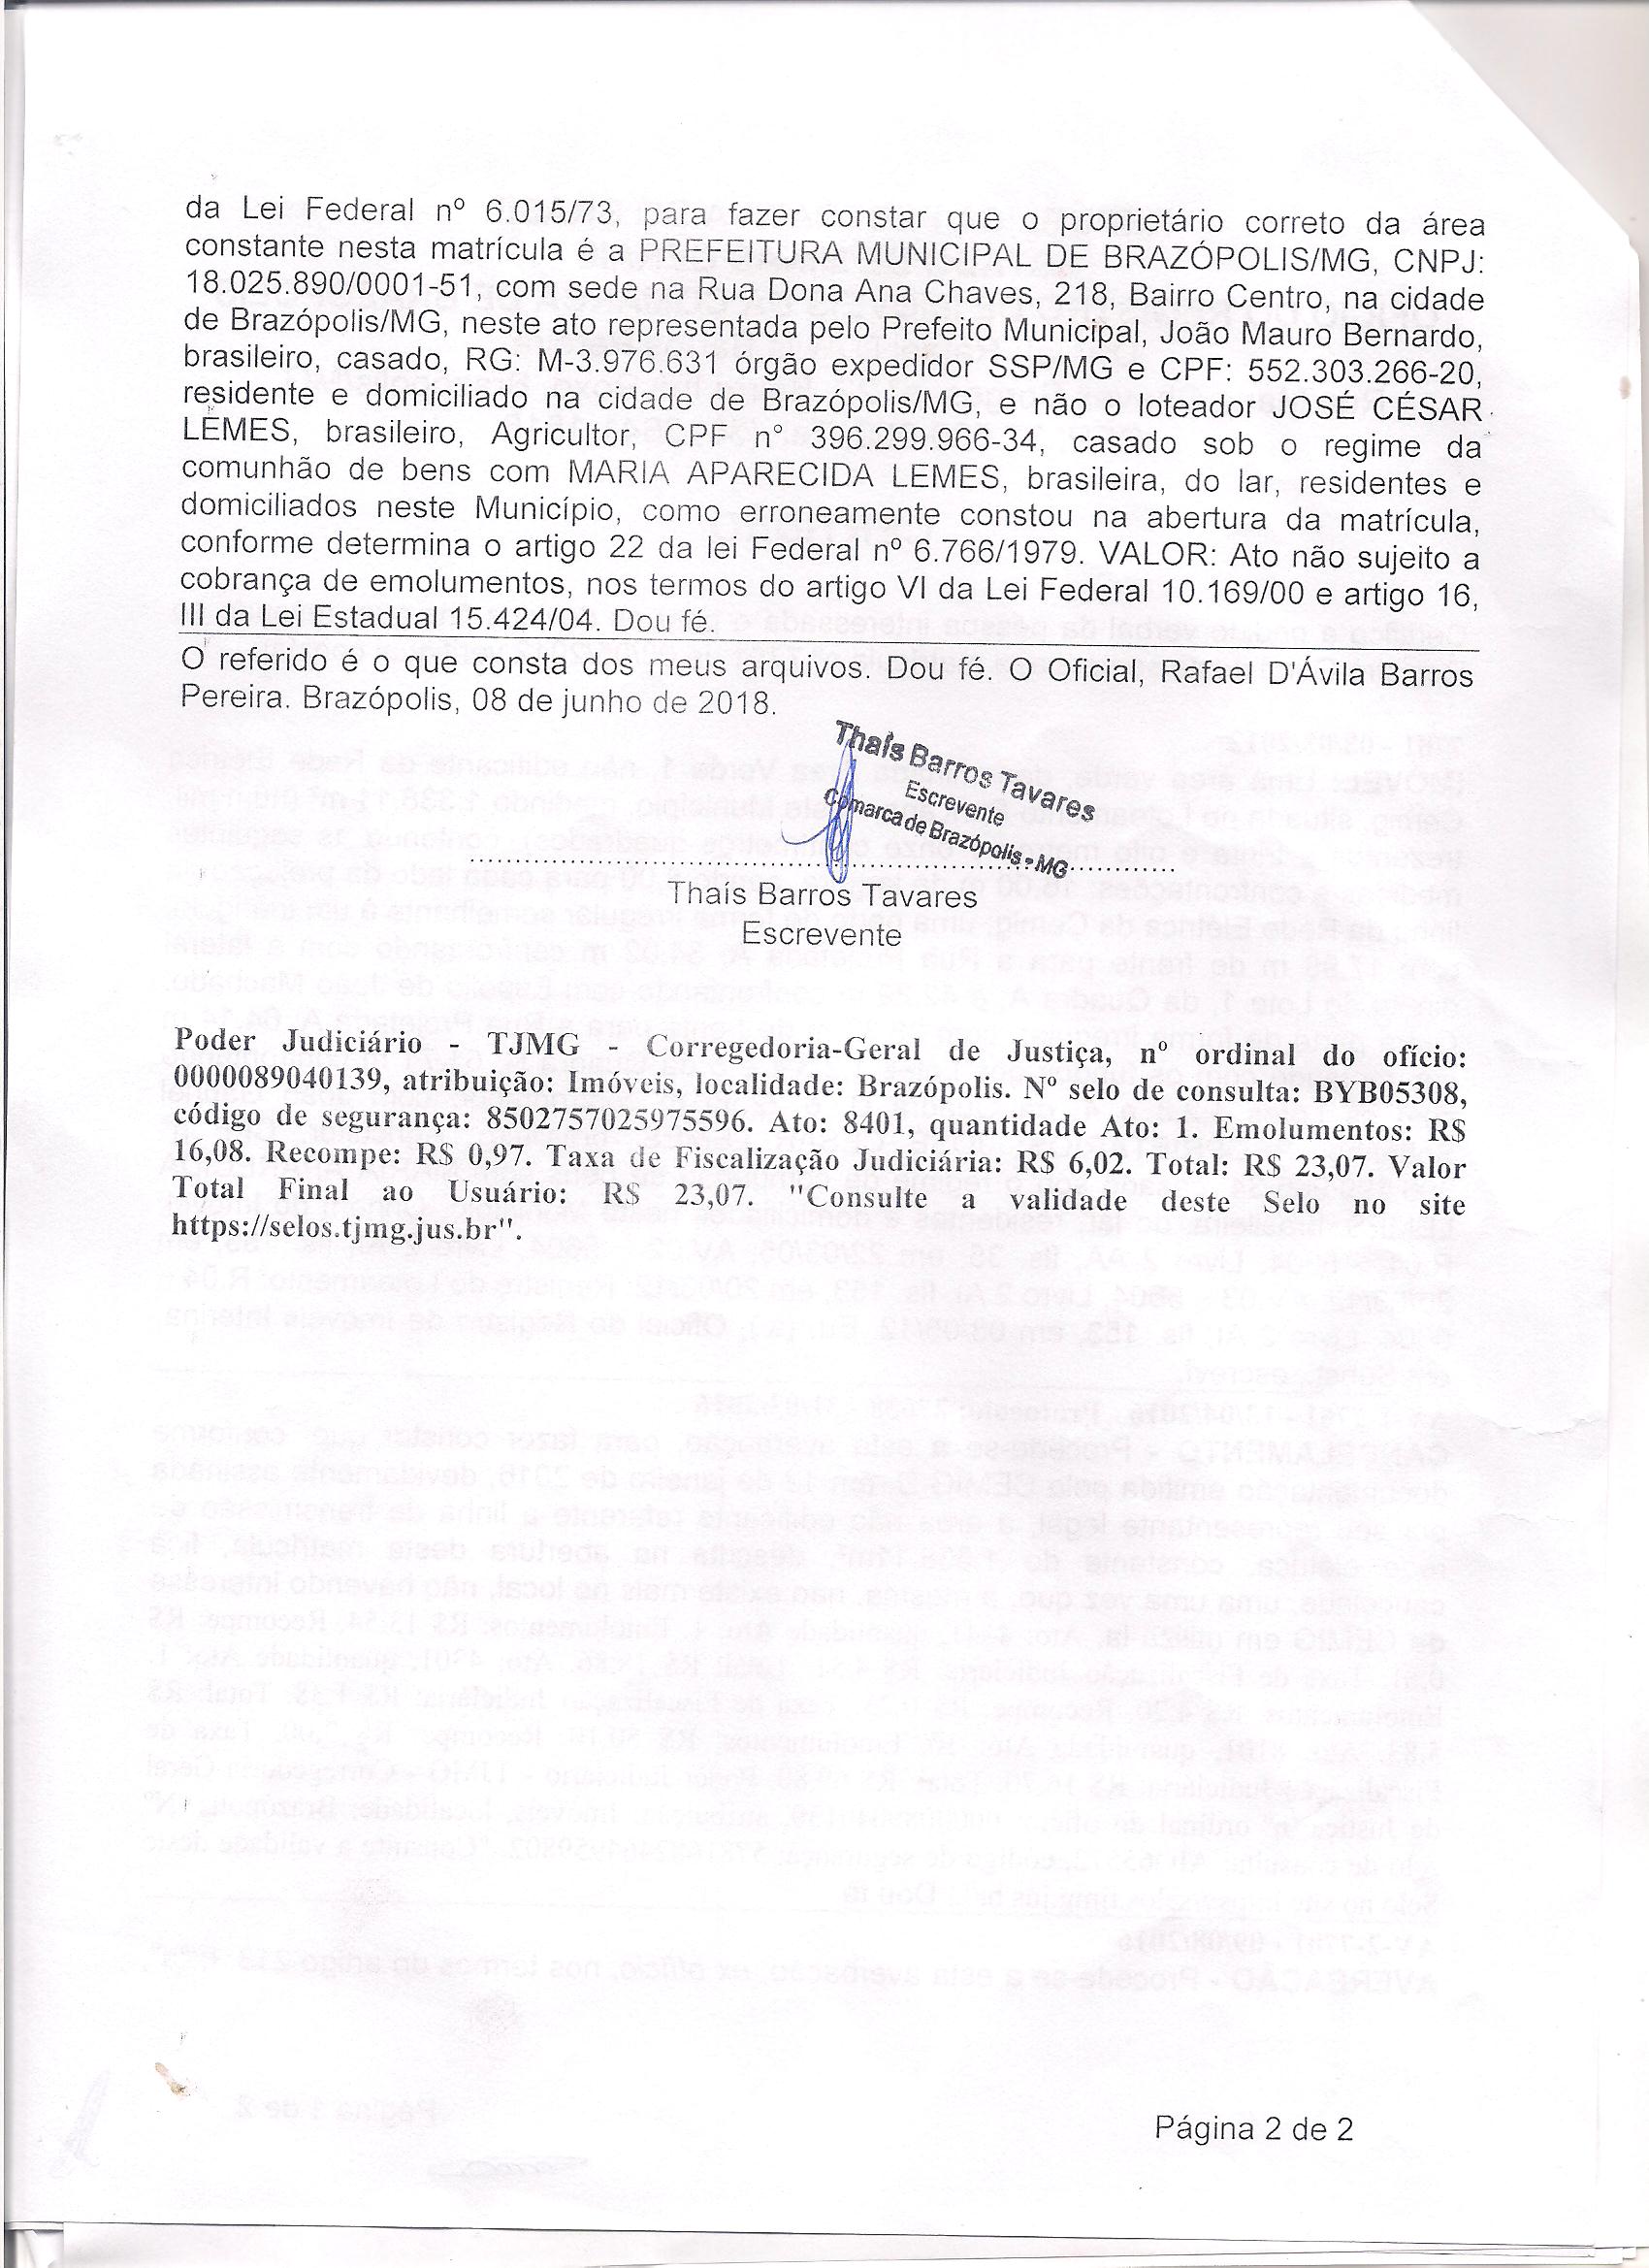 da Lei Federal nº 6.015/73, para fazer constar que o proprietário correto da área
constante nesta matrícula é a PREFEITURA MUNICIPAL DE BRAZÓPOLIS/MG, CNPJ:
18.025.890/0001-51, com sede na Rua Dona Ana Chaves, 218, Bairro Centro, na cidade
de Brazópolis/MG, neste ato representada pelo Prefeito Municipal, João Mauro Bernardo,
brasileiro, casado, RG: M-3.976.631 órgão expedidor SSP/MG e CPF: 552.303.266-20,
residente e domiciliado na cidade de Brazópolis/MG, e não o loteador JOSÉ CÉSAR
LEMES, brasileiro, Agricultor, CPF n° 396.299.966-34, casado sob o regime da
comunhão de bens com MARIA APARECIDA LEMES, brasileira, do lar, residentes e
domiciliados neste Município, como erroneamente constou na abertura da matrícula,
conforme determina o artigo 22 da lei Federal nº 6.766/1979. VALOR: Ato não sujeito a
cobrança de emolumentos, nos termos do artigo VI da Lei Federal 10.169/00 e artigo 16,
III da Lei Estadual 15.424/04. Dou fé.
O referido é o que consta dos meus arquivos. Dou fé. O Oficial, Rafael D'Ávila Barros
Pereira. Brazópolis, 08 de junho de 2018.
Thaís Barros Tavares
Escrevente
Comarca de Brazópolis - MG
Thaís Barros Tavares
Escrevente
Poder Judiciário - TJMG - Corregedoria-Geral de Justiça, nº ordinal do ofício:
0000089040139, atribuição: Imóveis, localidade: Brazópolis. Nº selo de consulta: BYB05308,
código de segurança: 8502757025975596. Ato: 8401, quantidade Ato: 1. Emolumentos: R$
16,08. Recompe: R$ 0,97. Taxa de Fiscalização Judiciária: R$ 6,02. Total: R$ 23,07. Valor
Total Final ao Usuário: R$ 23,07. "Consulte a validade deste Selo no site
https://selos.tjmg.jus.br".
Página 2 de 2